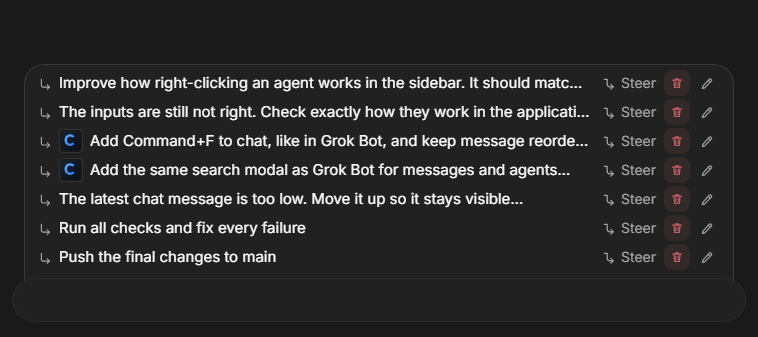 Improve how right-clicking an agent works in the sidebar. It should matc... Steer
The inputs are still not right. Check exactly how they work in the applicati... Steer
C Add Command+F to chat, like in Grok Bot, and keep message reorde... Steer
C Add the same search modal as Grok Bot for messages and agents... Steer
The latest chat message is too low. Move it up so it stays visible... Steer
Run all checks and fix every failure Steer
Push the final changes to main Steer